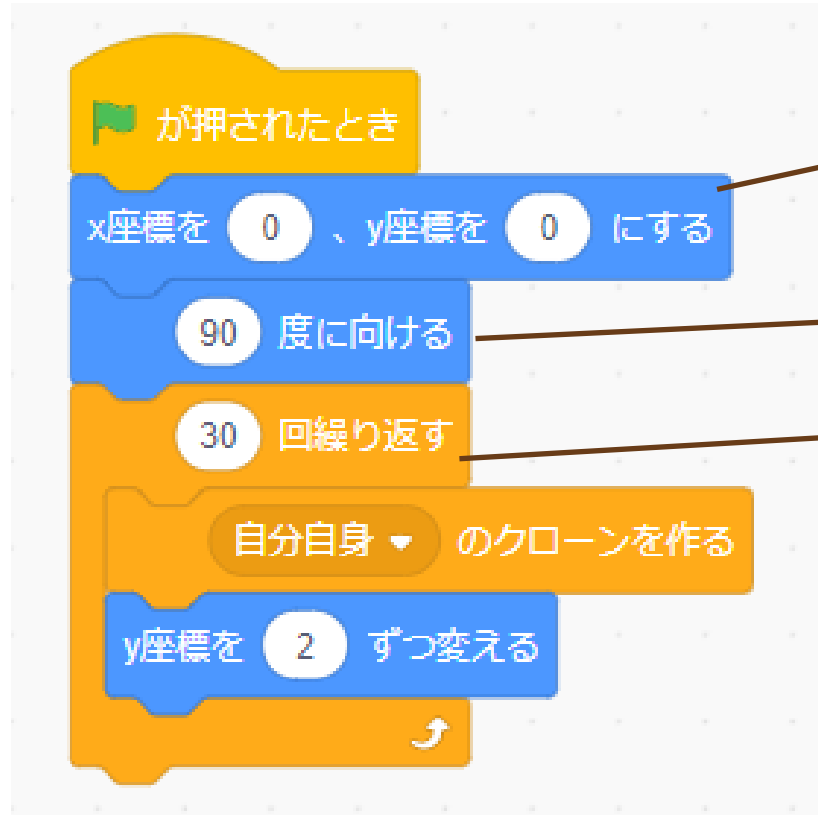 が押されたとき
x座標を 0 、y座標を 0 にする
90 度に向ける
30 回繰り返す
自分自身 のクローンを作る
y座標を 2 ずつ変える